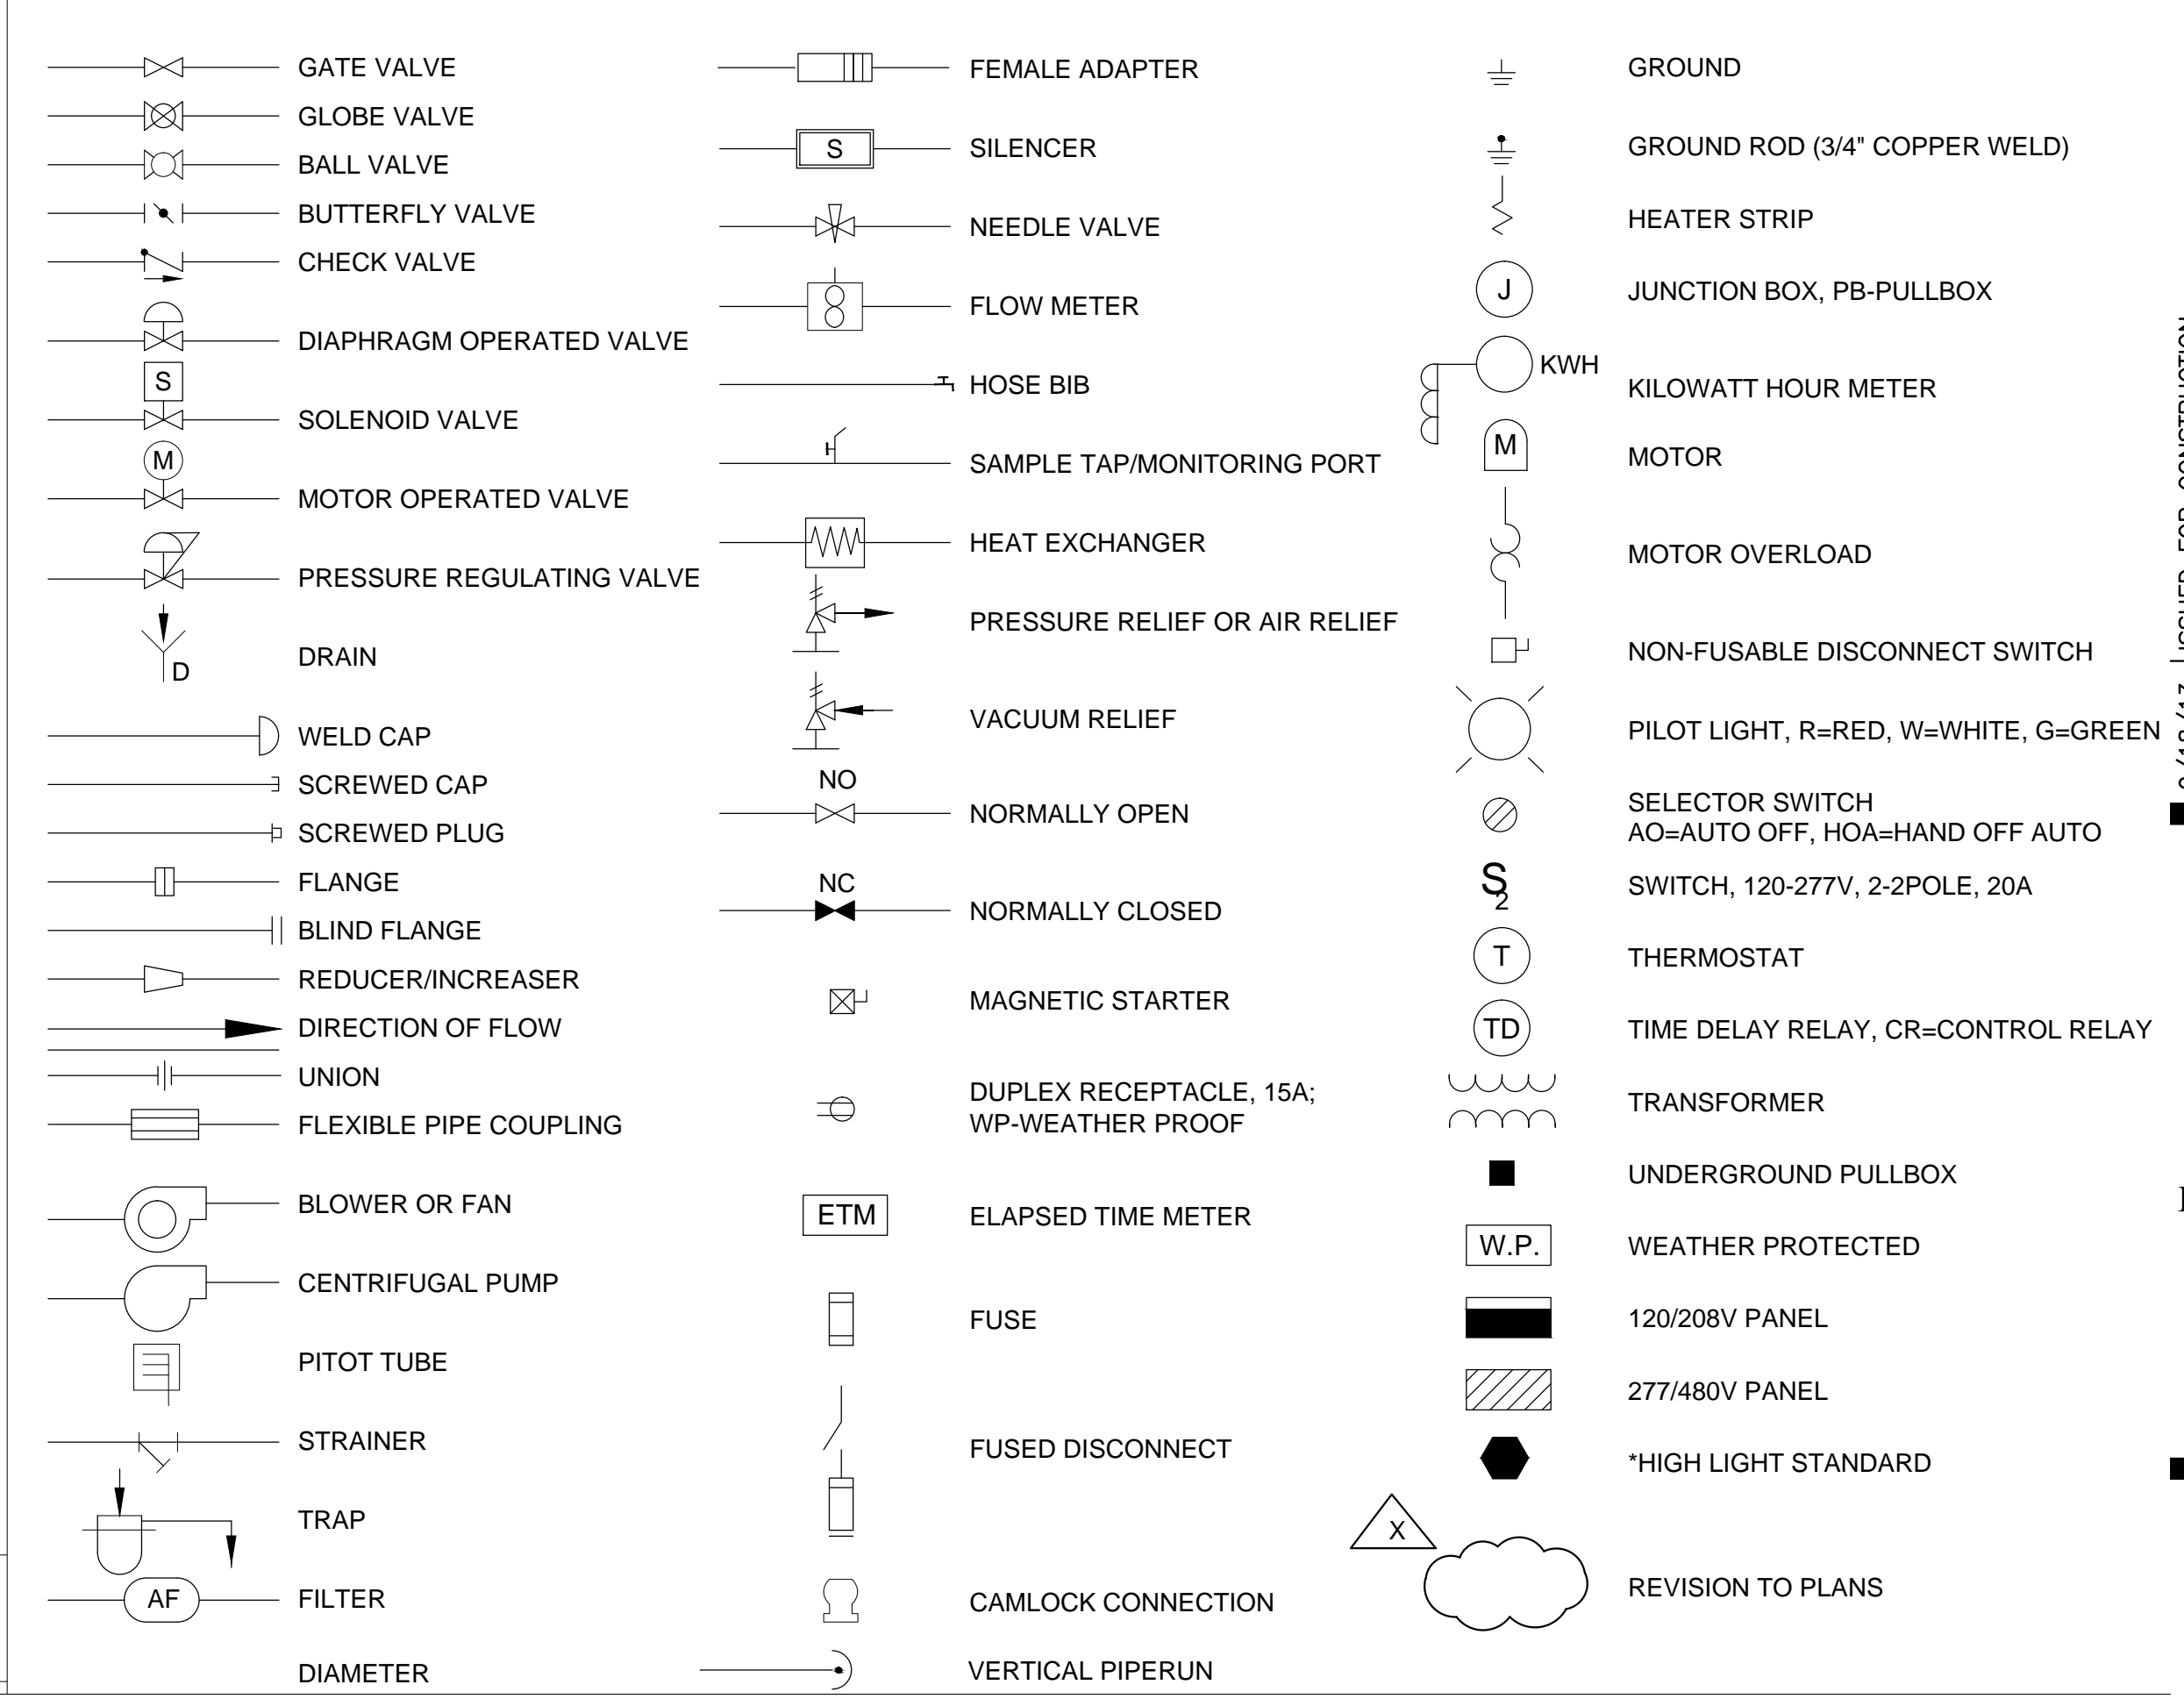 GATE VALVE
GLOBE VALVE
BALL VALVE
BUTTERFLY VALVE
CHECK VALVE
DIAPHRAGM OPERATED VALVE
S
SOLENOID VALVE
M
MOTOR OPERATED VALVE
PRESSURE REGULATING VALVE
D
DRAIN
WELD CAP
SCREWED CAP
SCREWED PLUG
FLANGE
BLIND FLANGE
REDUCER/INCREASER
DIRECTION OF FLOW
UNION
FLEXIBLE PIPE COUPLING
BLOWER OR FAN
CENTRIFUGAL PUMP
PITOT TUBE
STRAINER
TRAP
AF FILTER
DIAMETER
FEMALE ADAPTER
S SILENCER
NEEDLE VALVE
FLOW METER
HOSE BIB
SAMPLE TAP/MONITORING PORT
HEAT EXCHANGER
PRESSURE RELIEF OR AIR RELIEF
VACUUM RELIEF
NO
NORMALLY OPEN
NC
NORMALLY CLOSED
MAGNETIC STARTER
DUPLEX RECEPTACLE, 15A;
WP-WEATHER PROOF
ETM ELAPSED TIME METER
FUSE
FUSED DISCONNECT
CAMLOCK CONNECTION
VERTICAL PIPERUN
GROUND
GROUND ROD (3/4" COPPER WELD)
HEATER STRIP
J JUNCTION BOX, PB-PULLBOX
KWH
KILOWATT HOUR METER
M MOTOR
MOTOR OVERLOAD
NON-FUSABLE DISCONNECT SWITCH
PILOT LIGHT, R=RED, W=WHITE, G=GREEN
SELECTOR SWITCH
AO=AUTO OFF, HOA=HAND OFF AUTO
S2 SWITCH, 120-277V, 2-2POLE, 20A
T THERMOSTAT
TD TIME DELAY RELAY, CR=CONTROL RELAY
TRANSFORMER
UNDERGROUND PULLBOX
W.P. WEATHER PROTECTED
120/208V PANEL
277/480V PANEL
*HIGH LIGHT STANDARD
X
REVISION TO PLANS
ISSUED FOR CONSTRUCTION